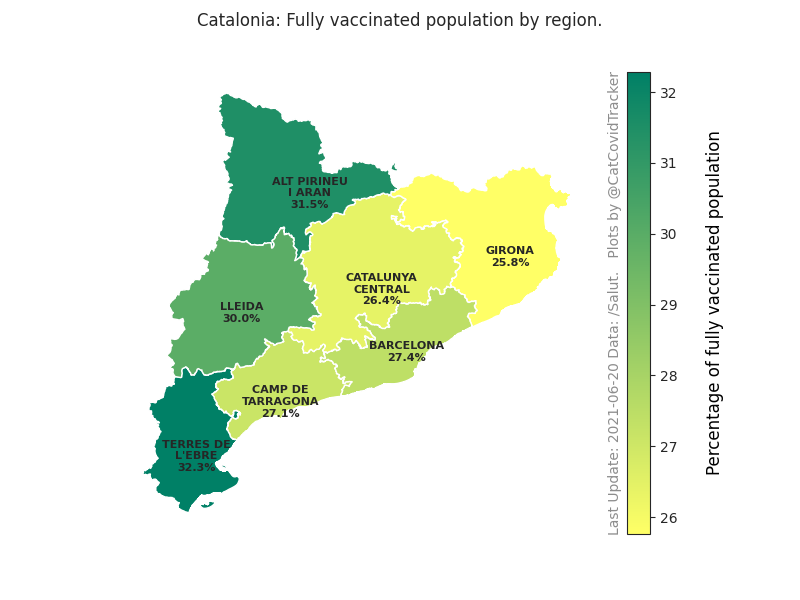 Catalonia: Fully vaccinated population by region.
ALT PIRINEU
I ARAN
31.5%
GIRONA
25.8%
CATALUNYA
CENTRAL
26.4%
LLEIDA
30.0%
BARCELONA
27.4%
CAMP DE
TARRAGONA
27.1%
TERRES DE
L'EBRE
32.3%
Last Update: 2021-06-20 Data: /Salut.   Plots by @CatCovidTracker
32
31
30
29
28
27
26
Percentage of fully vaccinated population